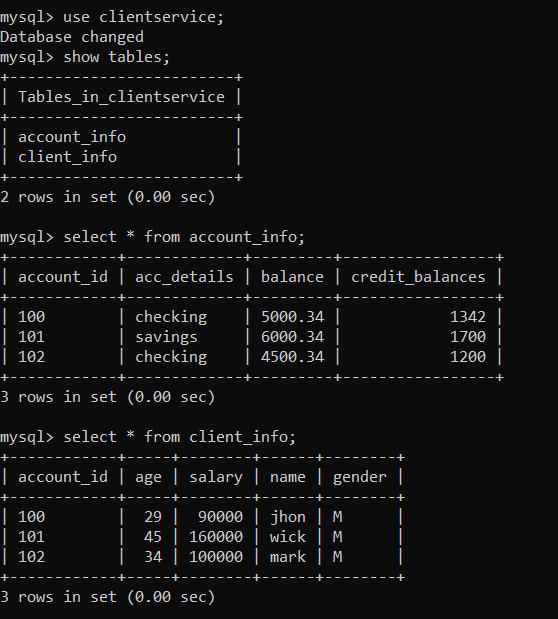 mysql> use clientservice;
Database changed
mysql> show tables;
+-------------------------+
| Tables_in_clientservice |
+-------------------------+
| account_info            |
| client_info             |
+-------------------------+
2 rows in set (0.00 sec)

mysql> select * from account_info;
+------------+-------------+---------+-----------------+
| account_id | acc_details | balance | credit_balances |
+------------+-------------+---------+-----------------+
| 100        | checking    | 5000.34 |            1342 |
| 101        | savings     | 6000.34 |            1700 |
| 102        | checking    | 4500.34 |            1200 |
+------------+-------------+---------+-----------------+
3 rows in set (0.00 sec)

mysql> select * from client_info;
+------------+-----+--------+------+--------+
| account_id | age | salary | name | gender |
+------------+-----+--------+------+--------+
| 100        |  29 |  90000 | jhon | M      |
| 101        |  45 | 160000 | wick | M      |
| 102        |  34 | 100000 | mark | M      |
+------------+-----+--------+------+--------+
3 rows in set (0.00 sec)